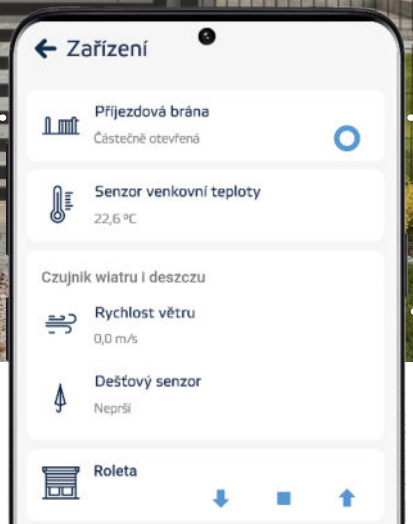 Zařízení
Příjezdová brána
Částečně otevřená
Senzor venkovní teploty
22,6 ºC
Czujnik wiatru i deszczu
Rychlost větru
0,0 m/s
Dešťový senzor
Neprší
Roleta